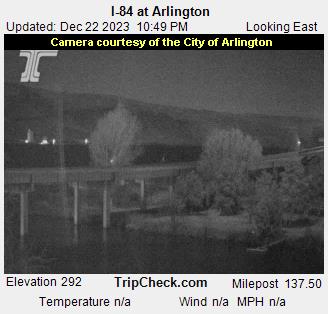 I-84 at Arlington
Updated: Dec 22 2023 10:49 PM Looking East
Camera courtesy of the City of Arlington
Elevation 292 TripCheck.com Milepost 137.50
Temperature n/a Wind n/a MPH n/a